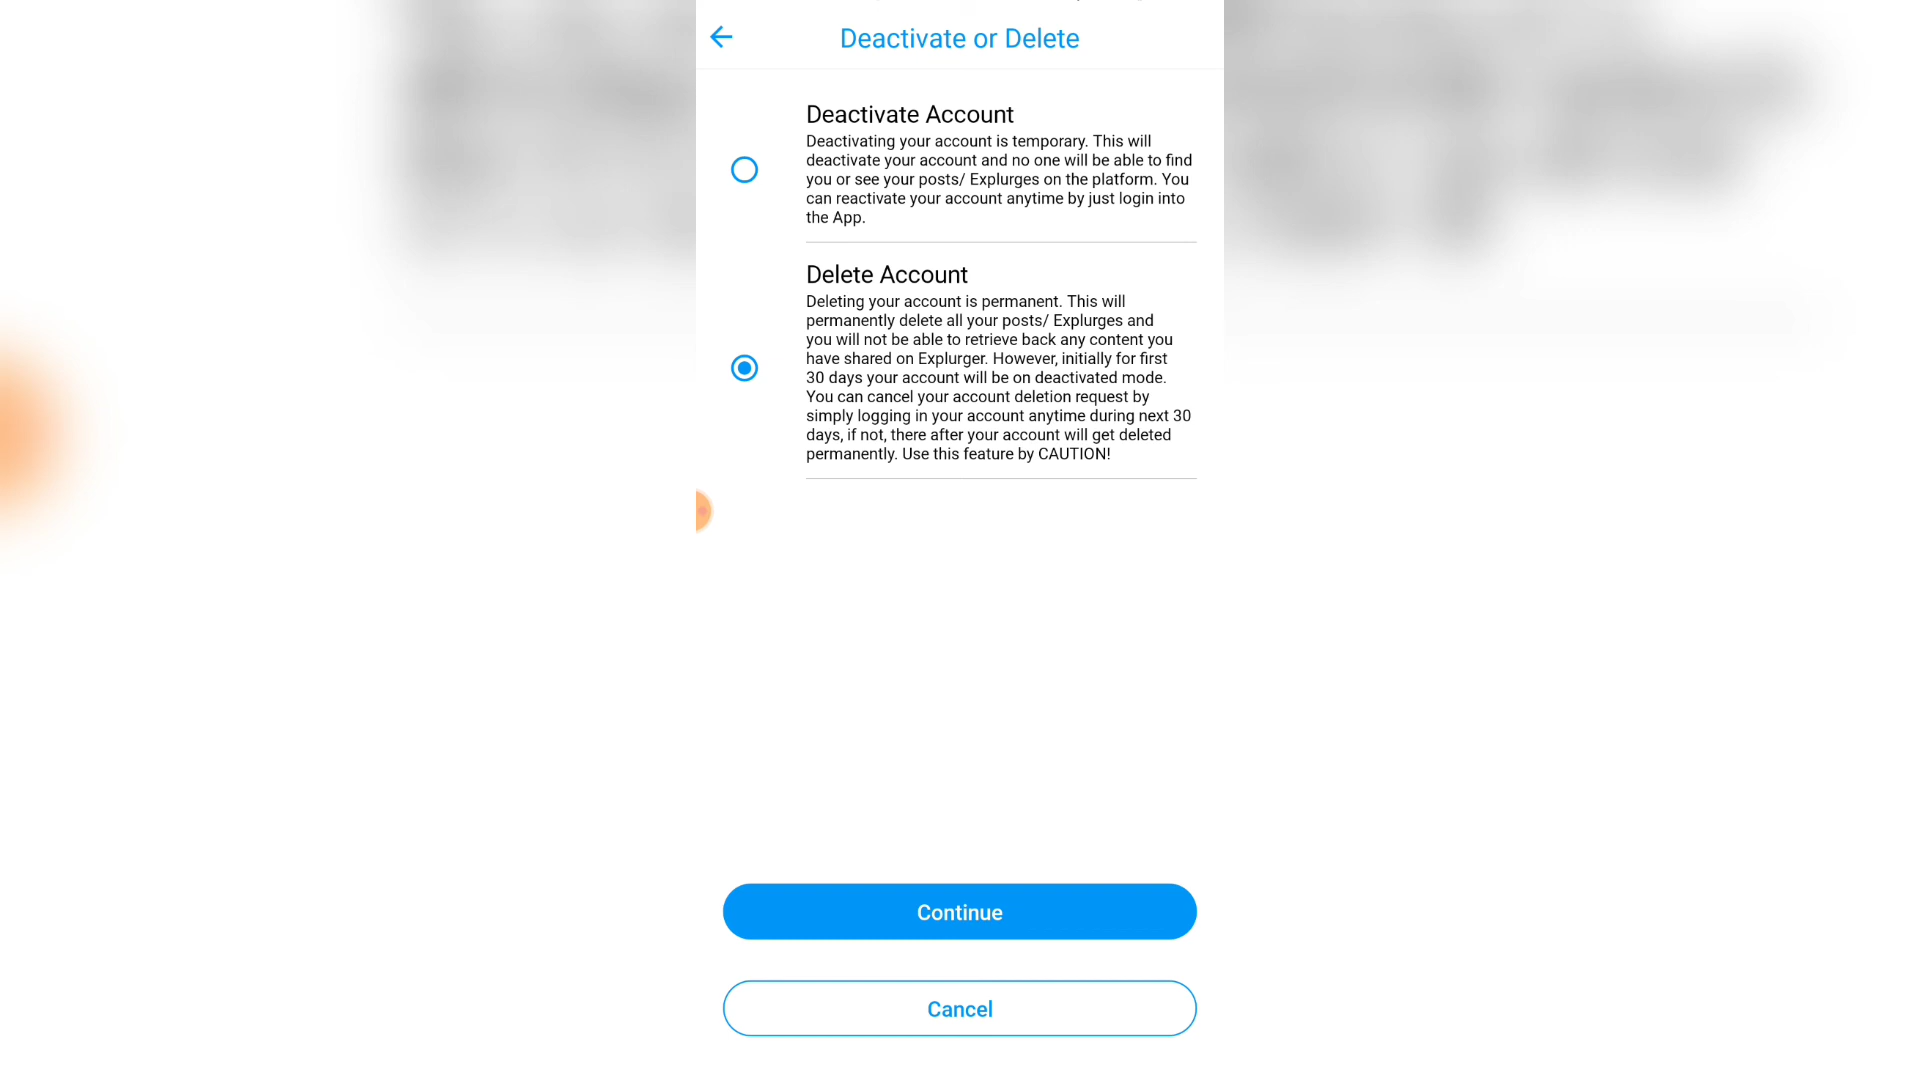 Deactivate or Delete
Deactivate Account
Deactivating your account is temporary. This will
deactivate your account and no one will be able to find
you or see your posts/ Explurges on the platform. You
can reactivate your account anytime by just login into
the App.
Delete Account
Deleting your account is permanent. This will
permanently delete all your posts/ Explurges and
you will not be able to retrieve back any content you
have shared on Explurger. However, initially for first
30 days your account will be on deactivated mode.
You can cancel your account deletion request by
simply logging in your account anytime during next 30
days, if not, there after your account will get deleted
permanently. Use this feature by CAUTION!
Continue
Cancel